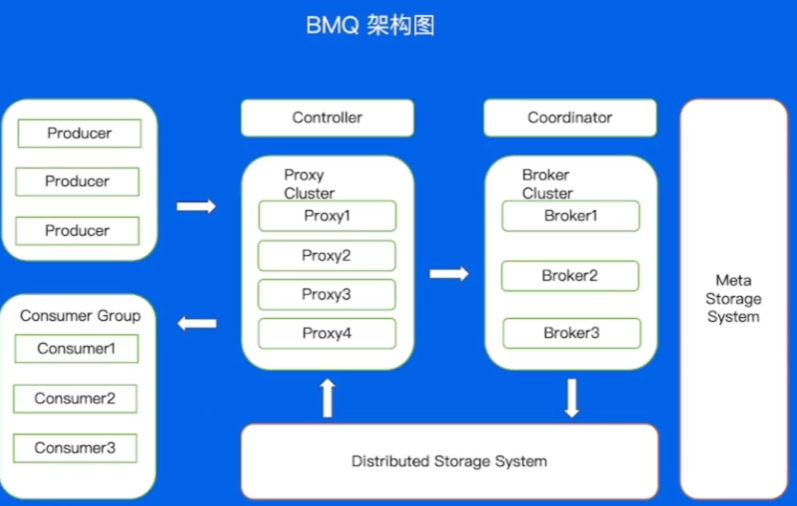 BMQ 架构图
Producer
Producer
Producer
Consumer Group
Consumer1
Consumer2
Consumer3
Controller
Proxy
Cluster
Proxy1
Proxy2
Proxy3
Proxy4
Coordinator
Broker
Cluster
Broker1
Broker2
Broker3
Distributed Storage System
Meta
Storage
System